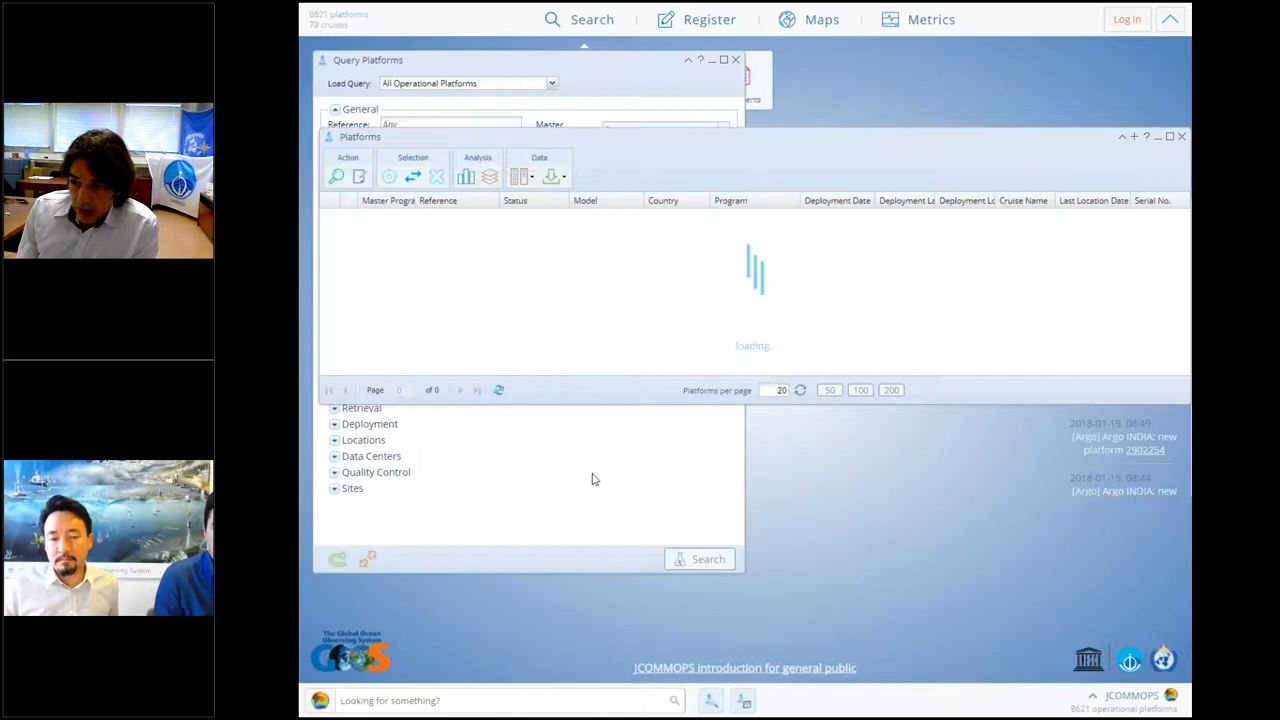 8621 platforms
78 cruises
Search
Register
Maps
Metrics
Log in
Query Platforms
Load Query:
All Operational Platforms
ents
General
Reference:
Any
Master
Platforms
Action
Selection
Analysis
Data
Master Progra
Reference
Status
Model
Country
Program
Deployment Date
Deployment La
Deployment Lo
Cruise Name
Last Location Date
Serial No.
loading.
Page
0
of 0
Platforms per page
20
50
100
200
Retrieval
Deployment
Locations
Data Centers
Quality Control
Sites
Search
2018-01-19, 08:49
[Argo] Argo INDIA: new
platform 2902254
2018-01-19, 08:44
[Argo] Argo INDIA: new
The Global Ocean
Observing System
GOOS
JCOMMOPS introduction for general public
Looking for something?
JCOMMOPS
8621 operational platforms